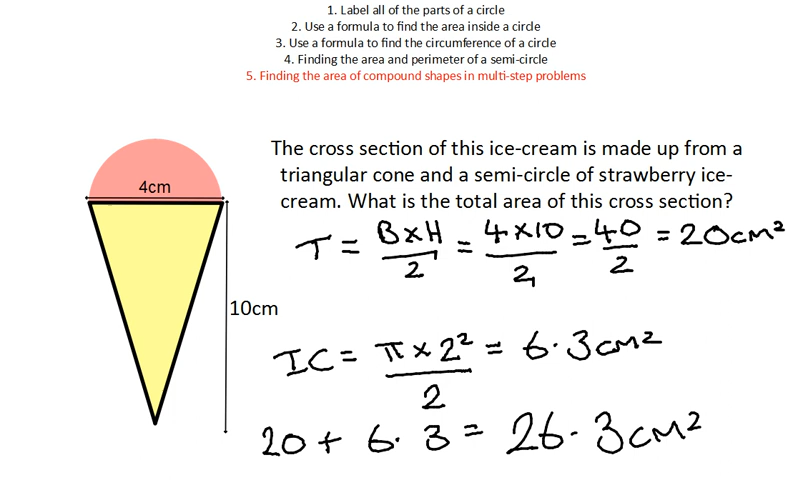 1. Label all of the parts of a circle
2. Use a formula to find the area inside a circle
3. Use a formula to find the circumference of a circle
4. Finding the area and perimeter of a semi-circle
5. Finding the area of compound shapes in multi-step problems
The cross section of this ice-cream is made up from a
triangular cone and a semi-circle of strawberry ice-
cream. What is the total area of this cross section?
4cm
10cm
T = B×H/2 = 4×10/2 = 40/2 = 20cm²
IC = π×2²/2 = 6.3cm²
20 + 6.3 = 26.3cm²